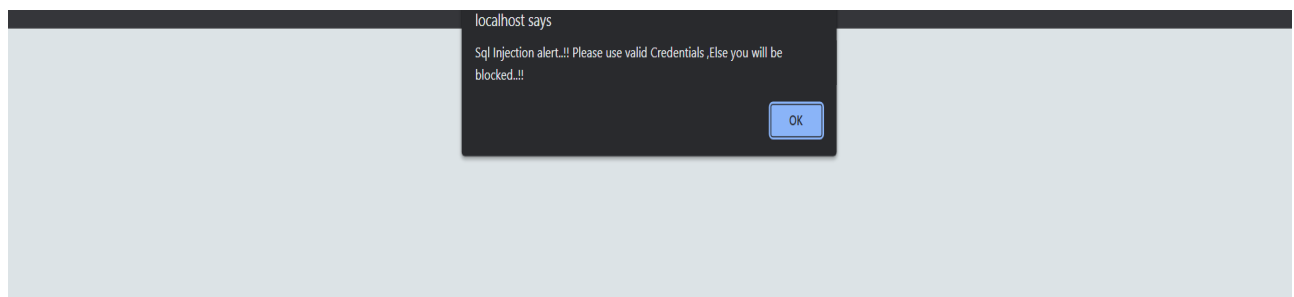 localhost says
Sql Injection alert..!! Please use valid Credentials ,Else you will be
blocked..!!
OK